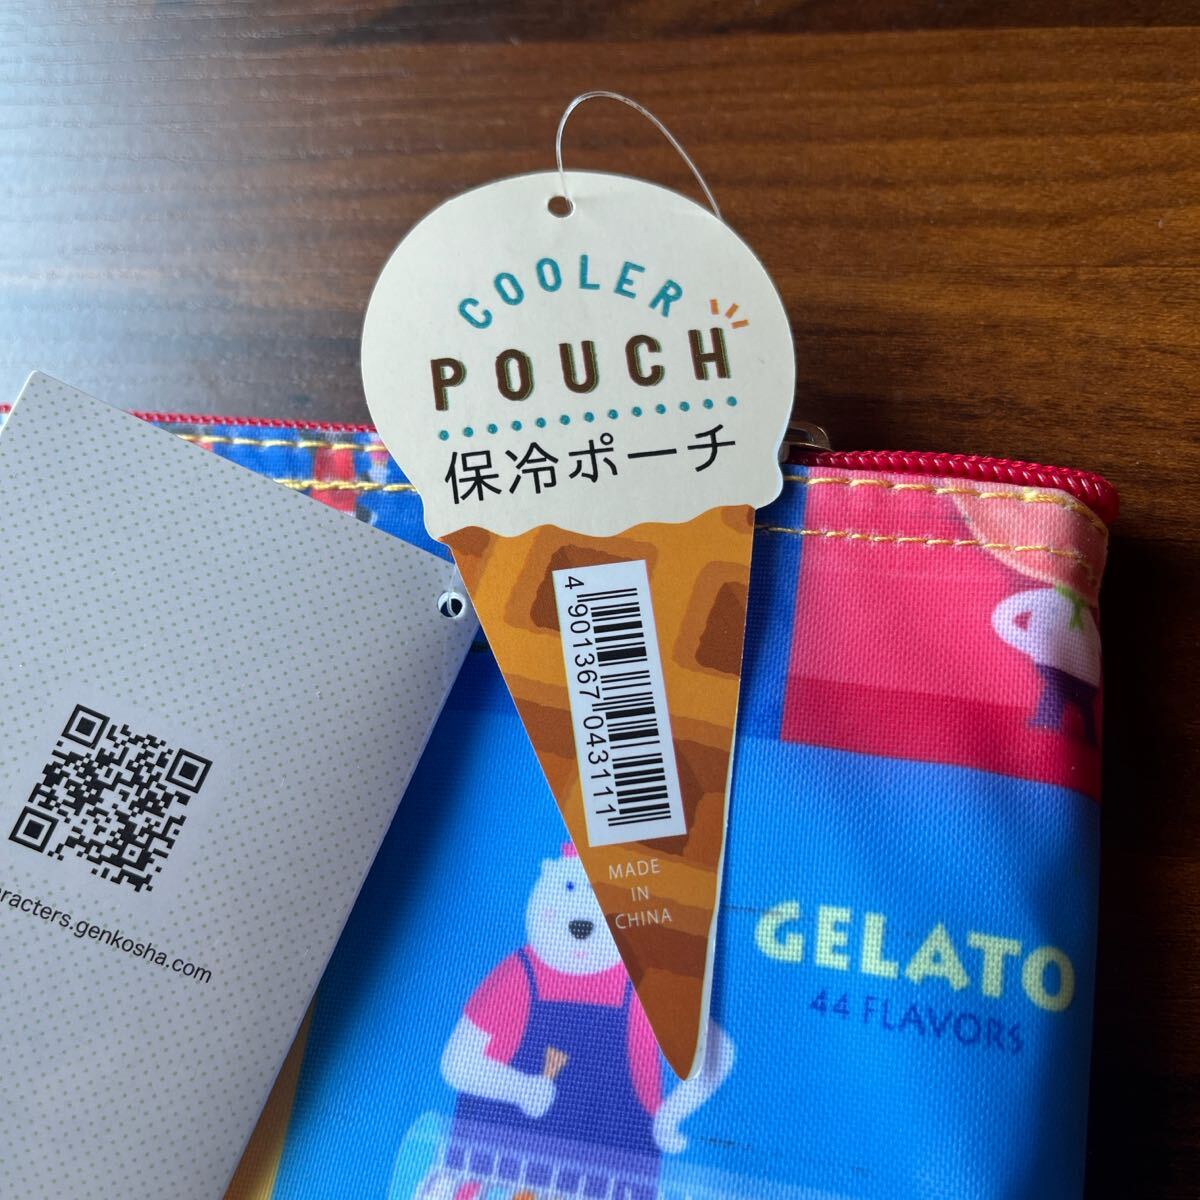 COOLER
POUCH
保冷ポーチ
4 901367 043111
MADE
IN
CHINA
racters.genkosha.com
GELATO
44 FLAVORS